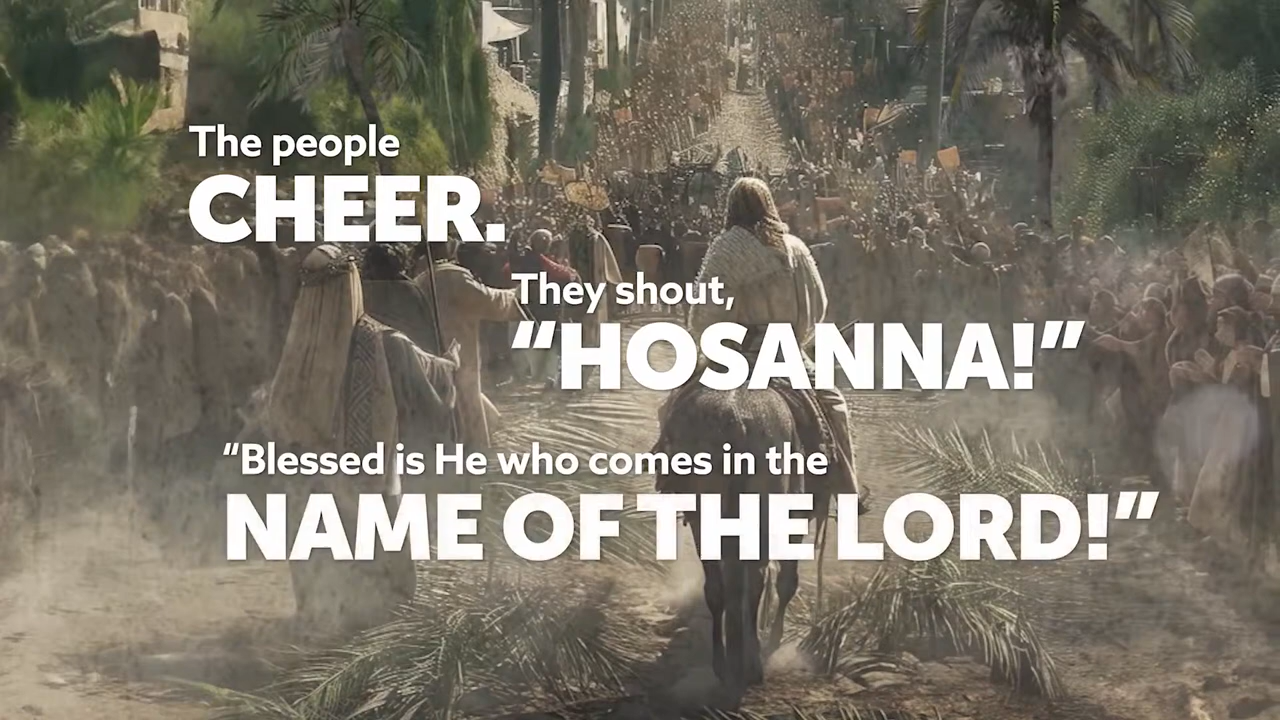 The people
CHEER.
They shout,
“HOSANNA!”
“Blessed is He who comes in the
NAME OF THE LORD!”